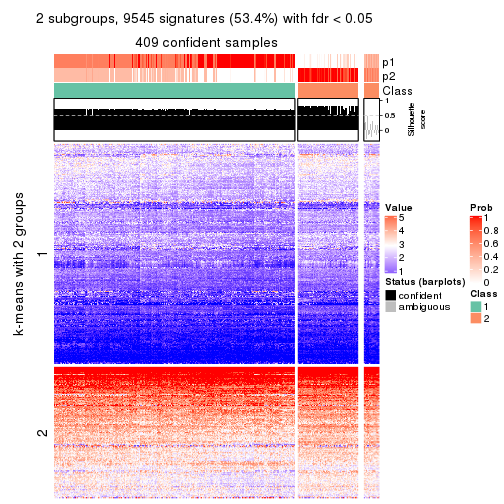 2 subgroups, 9545 signatures (53.4%) with fdr < 0.05
409 confident samples
p1
p2
Class
1
0.5
0
Silhouette
score
k-means with 2 groups
1
2
Value
5
4
3
2
1
Prob
1
0.8
0.6
0.4
0.2
0
Status (barplots)
confident
ambiguous
Class
1
2